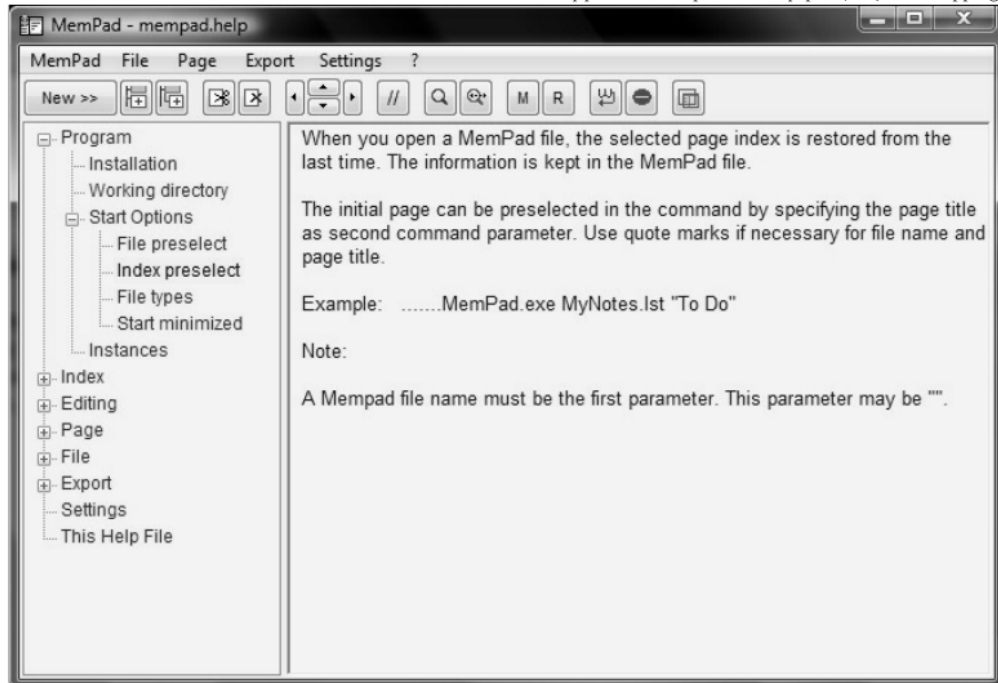 MemPad - mempad.help
MemPad File Page Export Settings ?
New >> // M R
Program
Installation
Working directory
Start Options
File preselect
Index preselect
File types
Start minimized
Instances
Index
Editing
Page
File
Export
Settings
This Help File
When you open a MemPad file, the selected page index is restored from the
last time. The information is kept in the MemPad file.
The initial page can be preselected in the command by specifying the page title
as second command parameter. Use quote marks if necessary for file name and
page title.
Example: .......MemPad.exe MyNotes.lst "To Do"
Note:
A Mempad file name must be the first parameter. This parameter may be "".